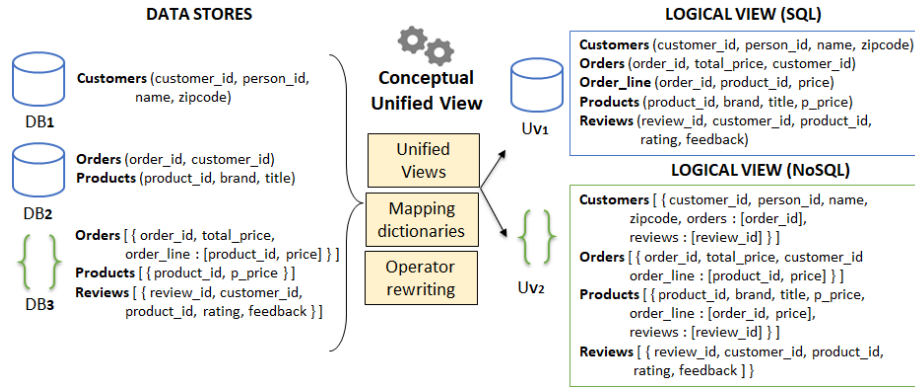 DATA STORES
Customers (customer_id, person_id,
name, zipcode)
DB1
Orders (order_id, customer_id)
Products (product_id, brand, title)
DB2
Orders [ { order_id, total_price,
order_line : [product_id, price] } ]
Products [ { product_id, p_price } ]
Reviews [ { review_id, customer_id,
product_id, rating, feedback } ]
{ }
DB3
Conceptual
Unified View
Unified
Views
Mapping
dictionaries
Operator
rewriting
LOGICAL VIEW (SQL)
Customers (customer_id, person_id, name, zipcode)
Orders (order_id, total_price, customer_id)
Order_line (order_id, product_id, price)
Products (product_id, brand, title, p_price)
Reviews (review_id, customer_id, product_id,
rating, feedback)
Uv1
LOGICAL VIEW (NoSQL)
Customers [ { customer_id, person_id, name,
zipcode, orders : [order_id],
reviews : [review_id] } ]
Orders [ { order_id, total_price, customer_id
order_line : [product_id, price] } ]
Products [ { product_id, brand, title, p_price,
order_line : [order_id, price],
reviews : [review_id] } ]
Reviews [ { review_id, customer_id, product_id,
rating, feedback ] }
{ }
Uv2